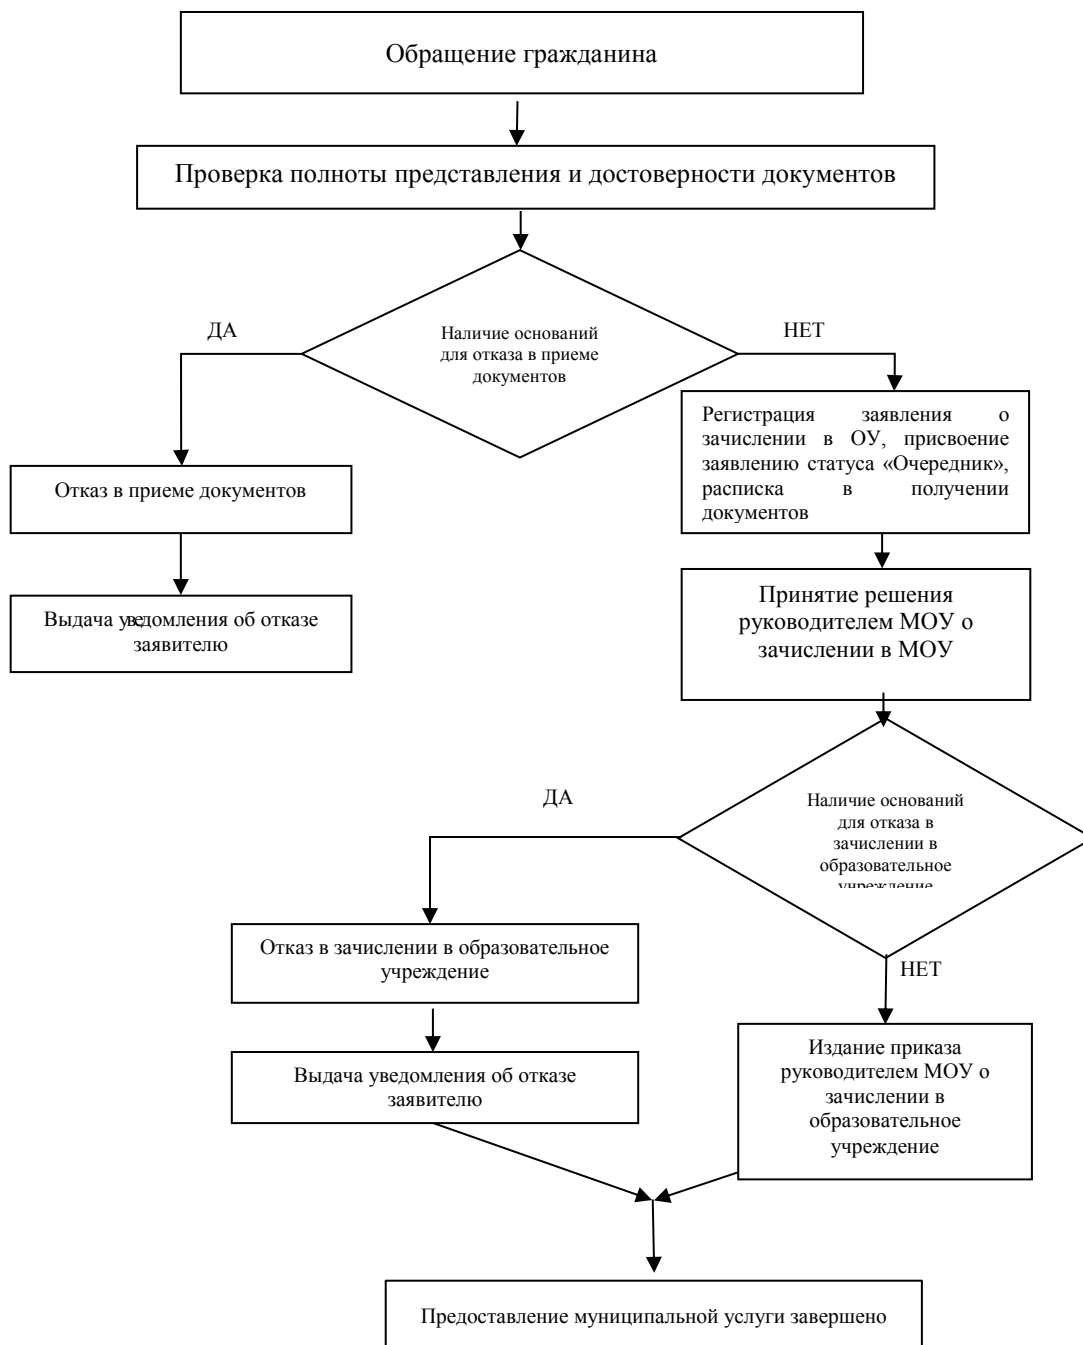 Обращение гражданина
Проверка полноты представления и достоверности документов
ДА
НЕТ
Наличие оснований
для отказа в приеме
документов
Регистрация заявления о
зачислении в ОУ, присвоение
заявлению статуса «Очередник»,
расписка в получении
документов
Отказ в приеме документов
Выдача уведомления об отказе
заявителю
Принятие решения
руководителем МОУ о
зачислении в МОУ
ДА
Наличие оснований
для отказа в
зачислении в
образовательное
учреждение
НЕТ
Отказ в зачислении в образовательное
учреждение
Выдача уведомления об отказе
заявителю
Издание приказа
руководителем МОУ о
зачислении в
образовательное
учреждение
Предоставление муниципальной услуги завершено